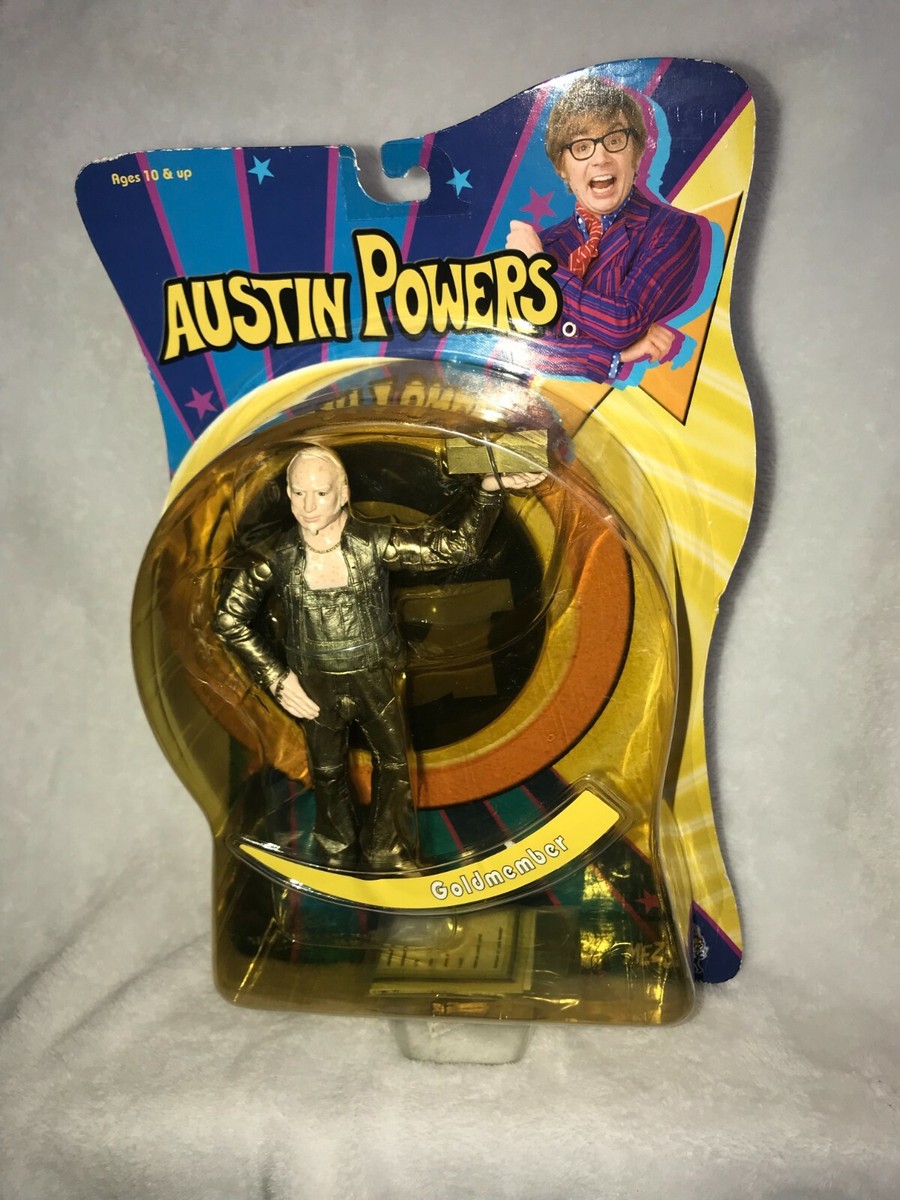 Ages 10 & up
AUSTIN POWERS
Goldmember